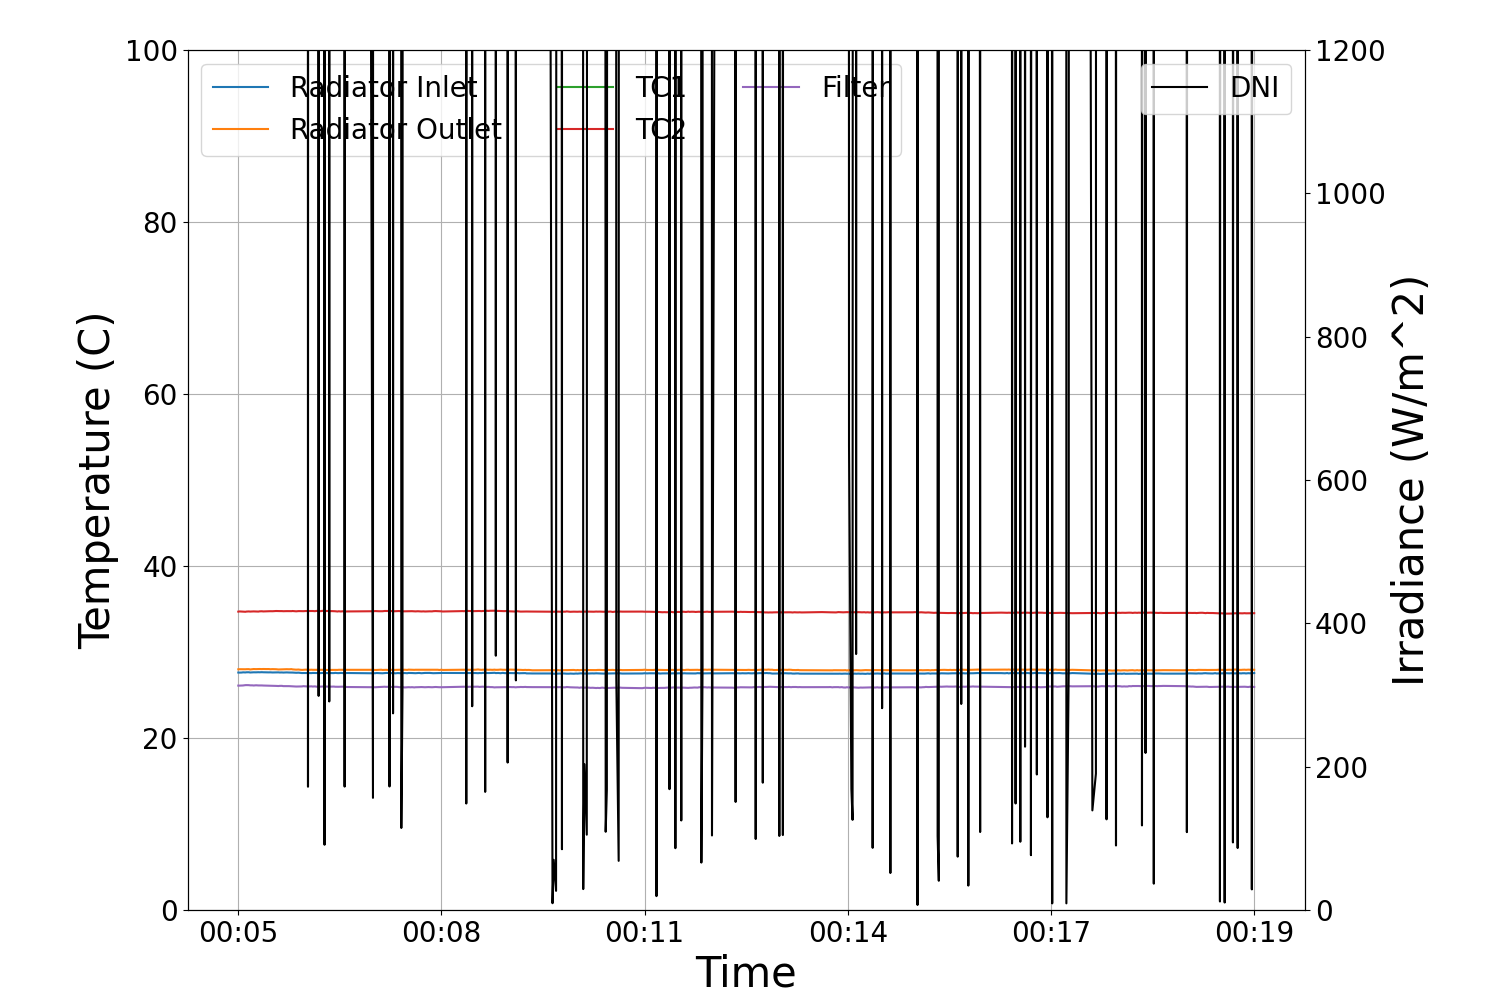 100
80
60
40
20
0
Temperature (C)
Radiator Inlet
Radiator Outlet
TC1
TC2
Filter
DNI
1200
1000
800
600
400
200
0
Irradiance (W/m^2)
00:05 00:08 00:11 00:14 00:17 00:19
Time